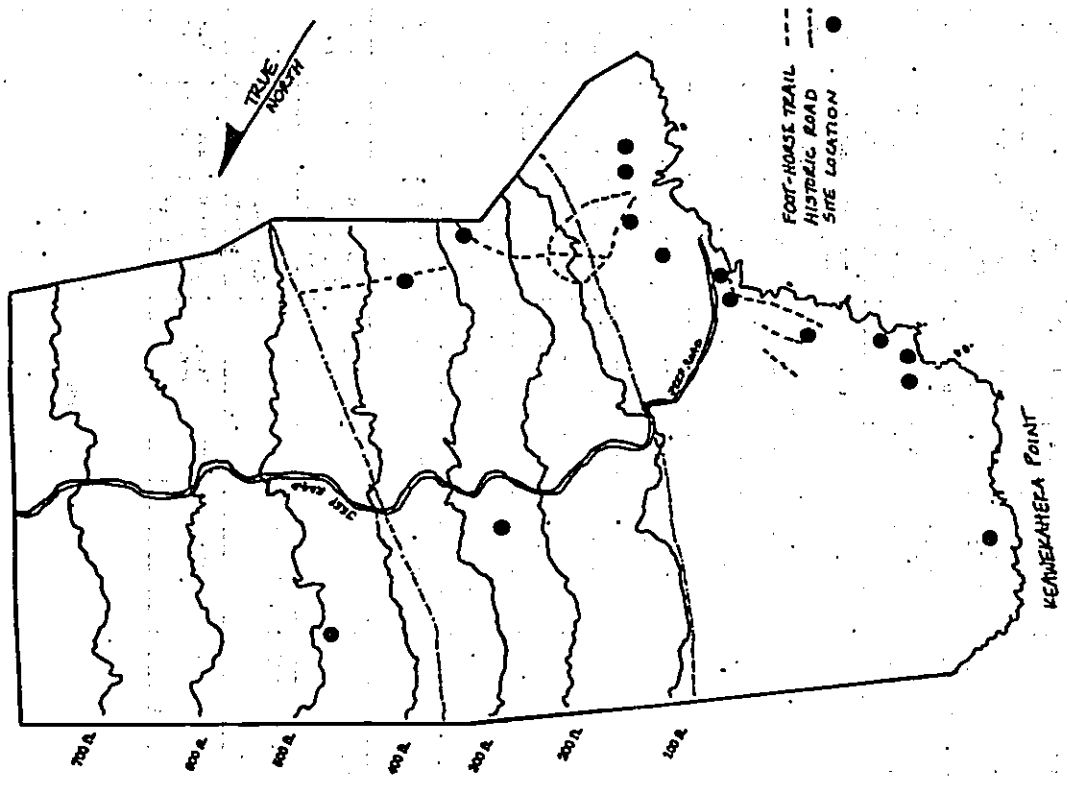 TRUE
NORTH
FOOT-HORSE TRAIL
HISTORIC ROAD
SITE LOCATION
JEEP ROAD
JEEP ROAD
700 ft.
600 ft.
500 ft.
400 ft.
300 ft.
200 ft.
100 ft.
KEAWEKAHEKA POINT